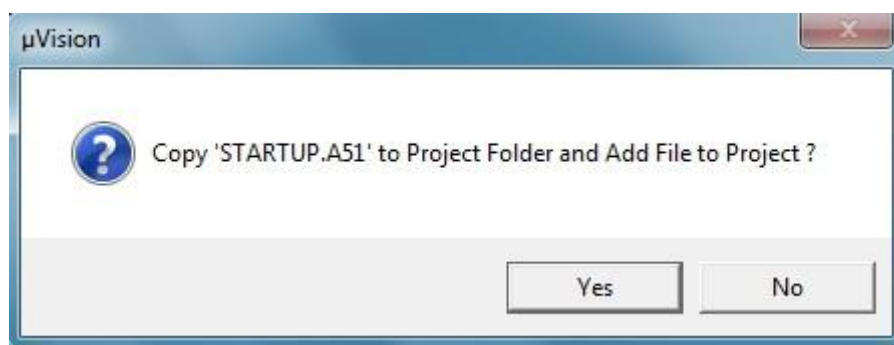 µVision
Copy 'STARTUP.A51' to Project Folder and Add File to Project ?
Yes
No